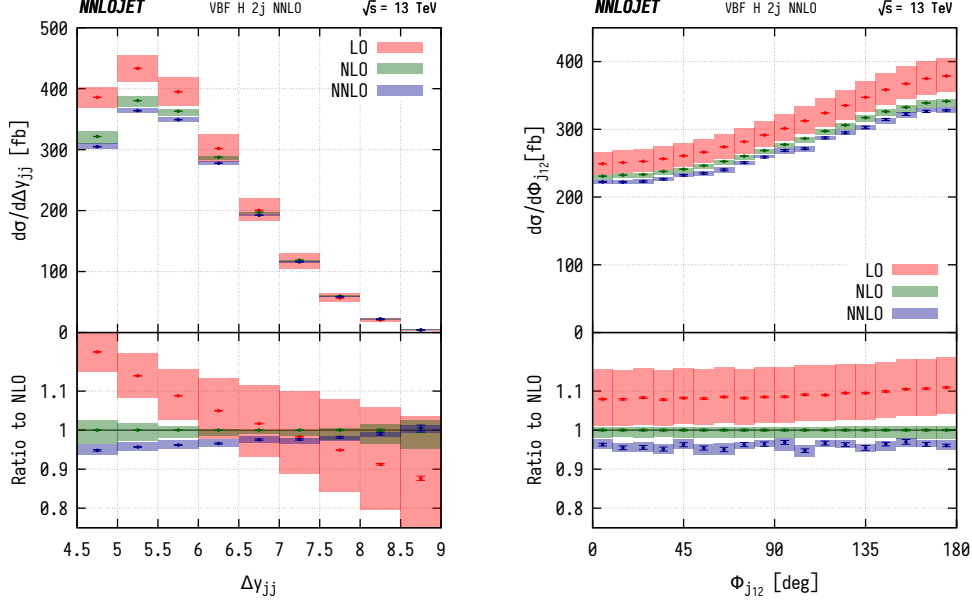 NNLOJET VBF H 2j NNLO √s = 13 TeV
dσ/dΔy_jj [fb]
500
400
300
200
100
0
LO
NLO
NNLO
Ratio to NLO
1.1
1
0.9
0.8
4.5 5 5.5 6 6.5 7 7.5 8 8.5 9
Δy_jj
NNLOJET VBF H 2j NNLO √s = 13 TeV
dσ/dΦ_j12 [fb]
400
300
200
100
0
LO
NLO
NNLO
Ratio to NLO
1.1
1
0.9
0.8
0 45 90 135 180
Φ_j12 [deg]